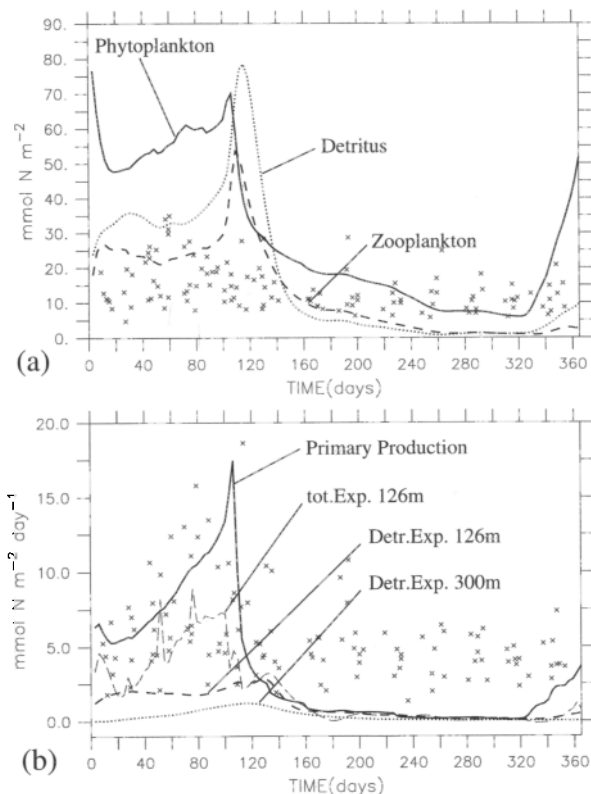 90.
80.
70.
60.
50.
40.
30.
20.
10.
0.
mmol N m⁻²
Phytoplankton
Detritus
Zooplankton
0 40 80 120 160 200 240 280 320 360
TIME(days)
(a)
20.0
15.0
10.0
5.0
0.0
mmol N m⁻² day⁻¹
Primary Production
tot.Exp. 126m
Detr.Exp. 126m
Detr.Exp. 300m
0 40 80 120 160 200 240 280 320 360
TIME(days)
(b)